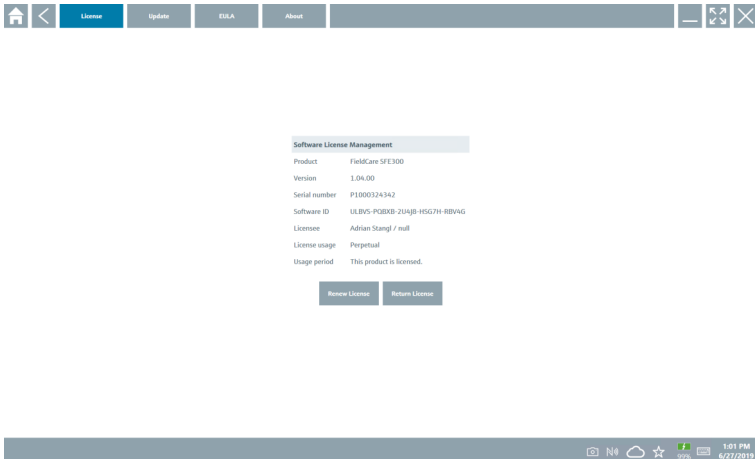 License Update EULA About
Software License Management
Product FieldCare SFE300
Version 1.04.00
Serial number P1000324342
Software ID ULBV5-PQBXB-2U4JB-HSG7H-RBV4G
Licensee Adrian Stangl / null
License usage Perpetual
Usage period This product is licensed.
Renew License Return License
1:01 PM
99% 6/27/2019